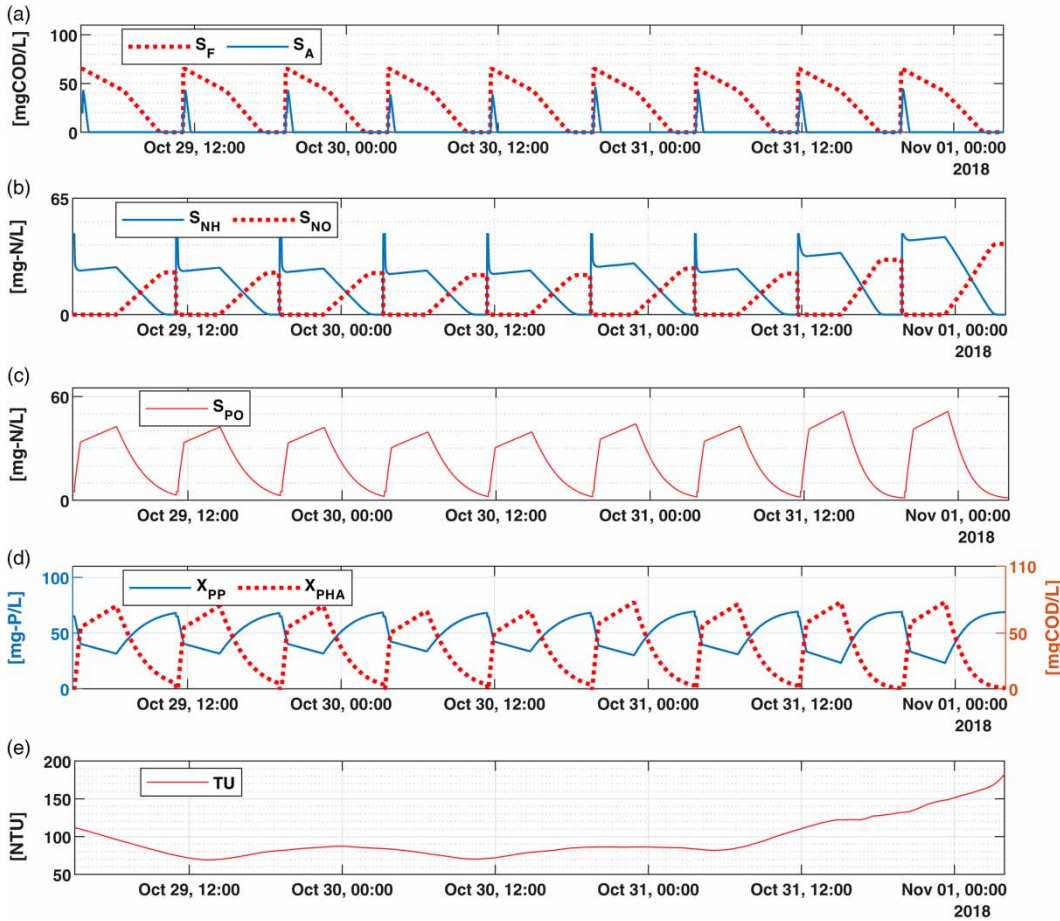 (a)
100
50
0
[mgCOD/L]
S_F S_A
Oct 29, 12:00 Oct 30, 00:00 Oct 30, 12:00 Oct 31, 00:00 Oct 31, 12:00 Nov 01, 00:00
2018
(b)
65
0
[mg-N/L]
S_NH S_NO
Oct 29, 12:00 Oct 30, 00:00 Oct 30, 12:00 Oct 31, 00:00 Oct 31, 12:00 Nov 01, 00:00
2018
(c)
60
0
[mg-N/L]
S_PO
Oct 29, 12:00 Oct 30, 00:00 Oct 30, 12:00 Oct 31, 00:00 Oct 31, 12:00 Nov 01, 00:00
2018
(d)
100
50
0
[mg-P/L]
X_PP X_PHA
110
50
0
[mgCOD/L]
Oct 29, 12:00 Oct 30, 00:00 Oct 30, 12:00 Oct 31, 00:00 Oct 31, 12:00 Nov 01, 00:00
2018
(e)
200
150
100
50
[NTU]
TU
Oct 29, 12:00 Oct 30, 00:00 Oct 30, 12:00 Oct 31, 00:00 Oct 31, 12:00 Nov 01, 00:00
2018